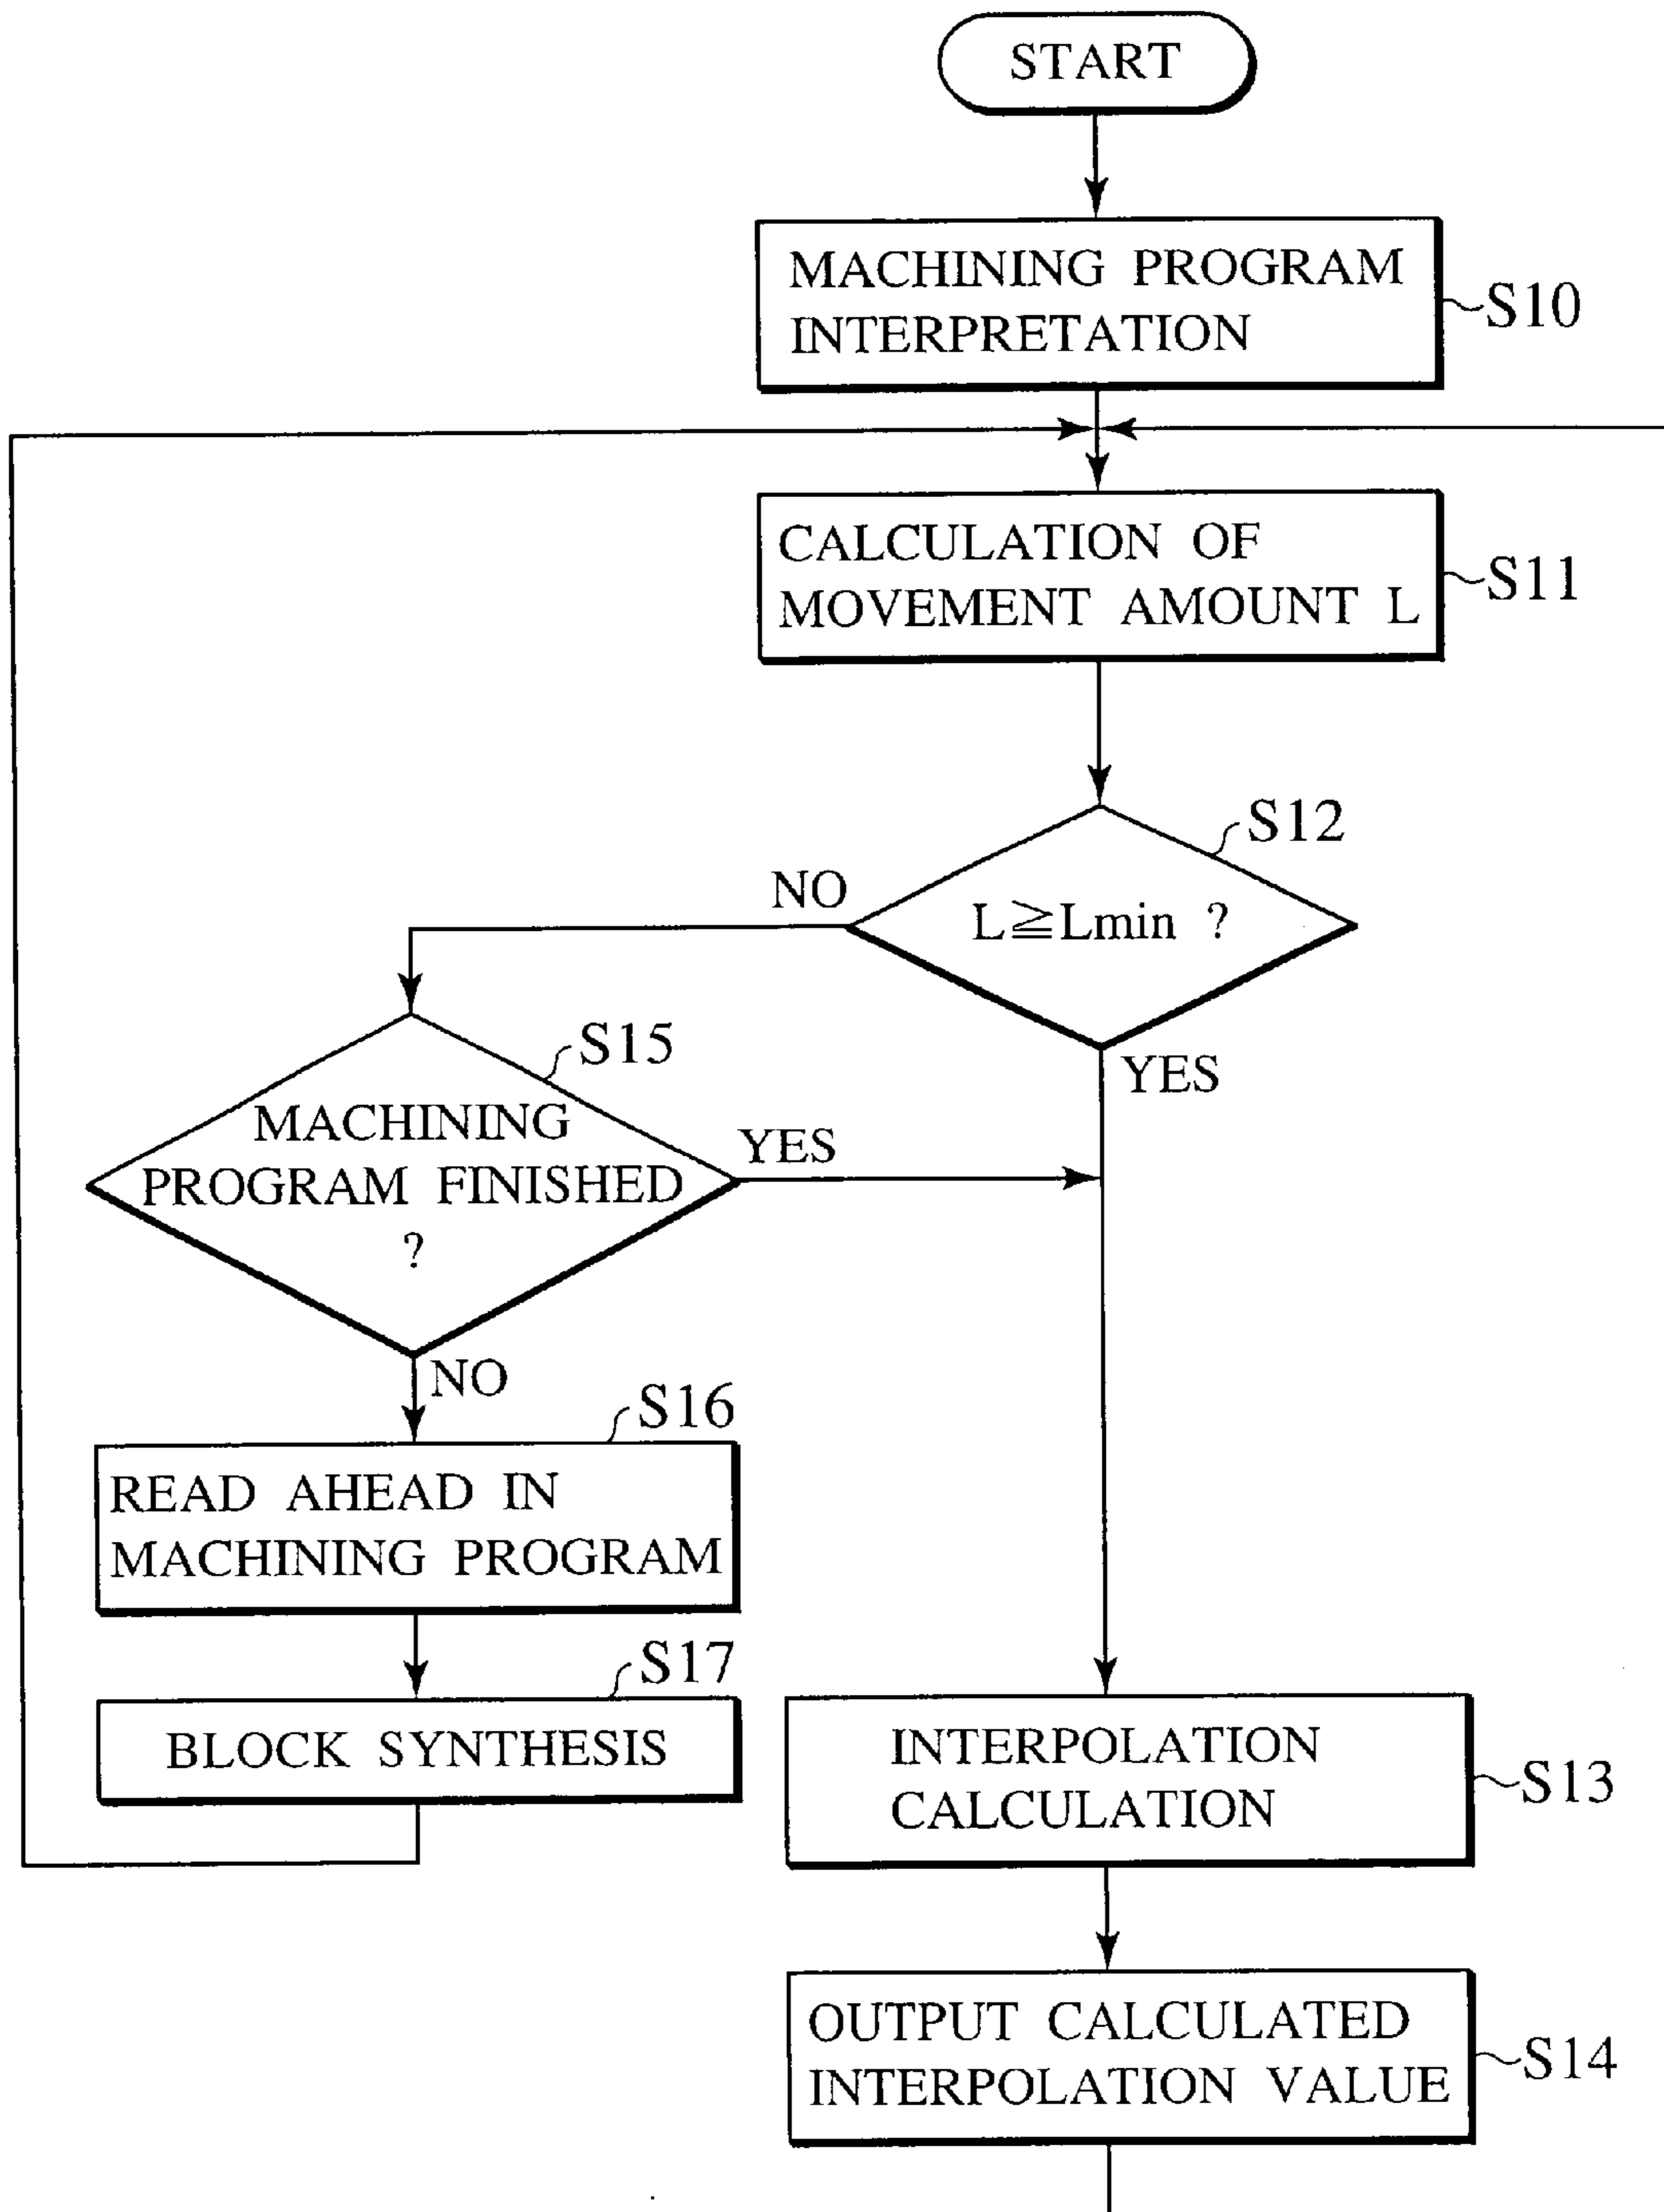 START
MACHINING PROGRAM
INTERPRETATION
S10
CALCULATION OF
MOVEMENT AMOUNT L
S11
S12
L≧Lmin ?
NO
YES
S15
MACHINING
PROGRAM FINISHED
?
YES
NO
S16
READ AHEAD IN
MACHINING PROGRAM
S17
BLOCK SYNTHESIS
INTERPOLATION
CALCULATION
S13
OUTPUT CALCULATED
INTERPOLATION VALUE
S14